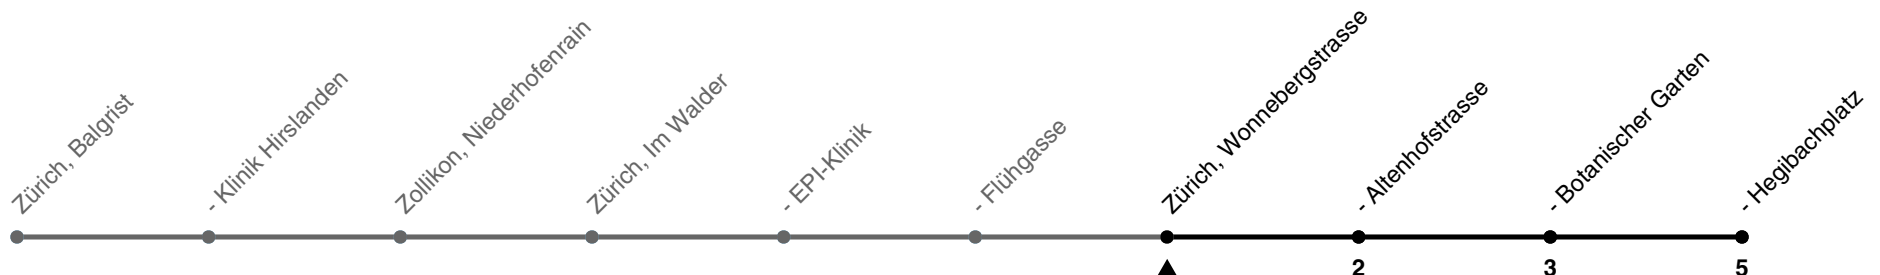 Zürich, Balgrist
- Klinik Hirslanden
Zollikon, Niederhofenrain
Zürich, Im Walder
- EPI-Klinik
- Flühgasse
Zürich, Wonnebergstrasse
- Altenhofstrasse
- Botanischer Garten
- Hegibachplatz
2
3
5